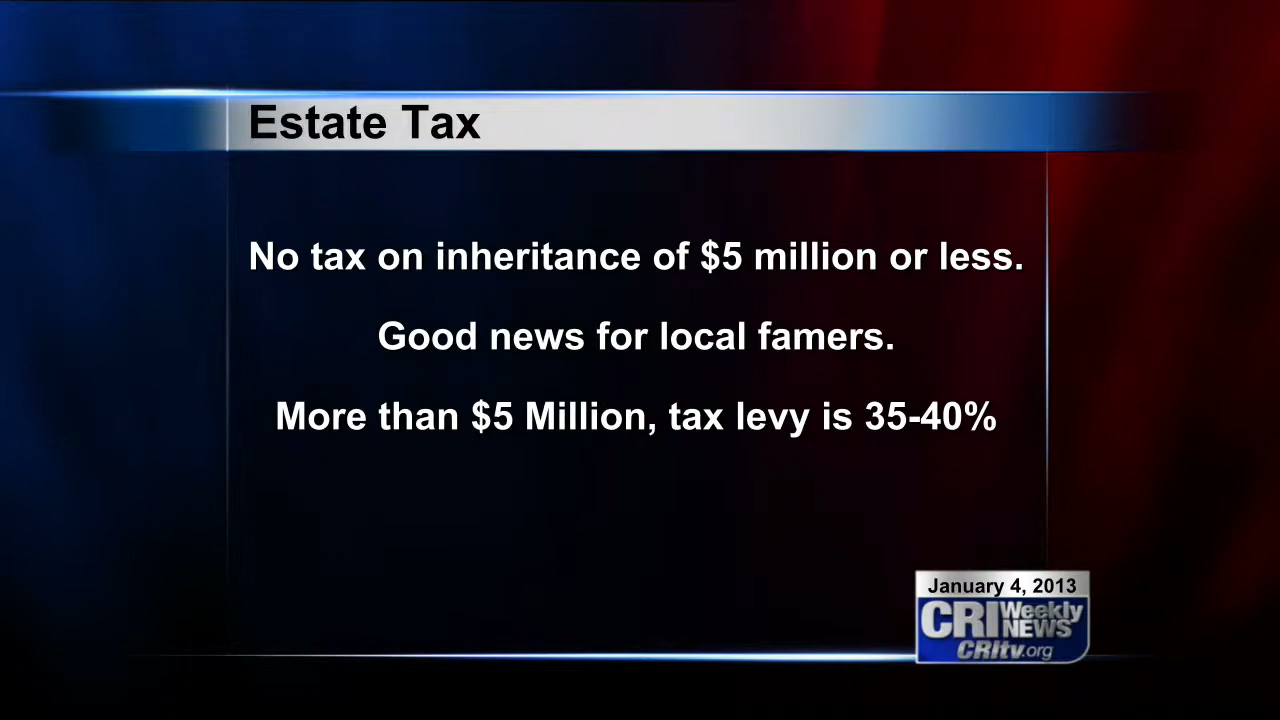 Estate Tax
No tax on inheritance of $5 million or less.
Good news for local famers.
More than $5 Million, tax levy is 35-40%
January 4, 2013
CRI Weekly NEWS
CRItv.org